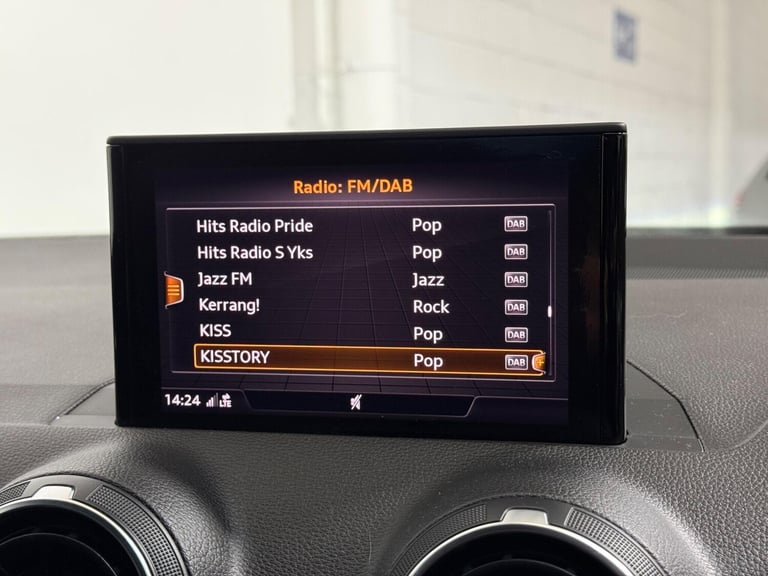 Radio: FM/DAB
Hits Radio Pride Pop DAB
Hits Radio S Yks Pop DAB
Jazz FM Jazz DAB
Kerrang! Rock DAB
KISS Pop DAB
KISSTORY Pop DAB
14:24 LTE